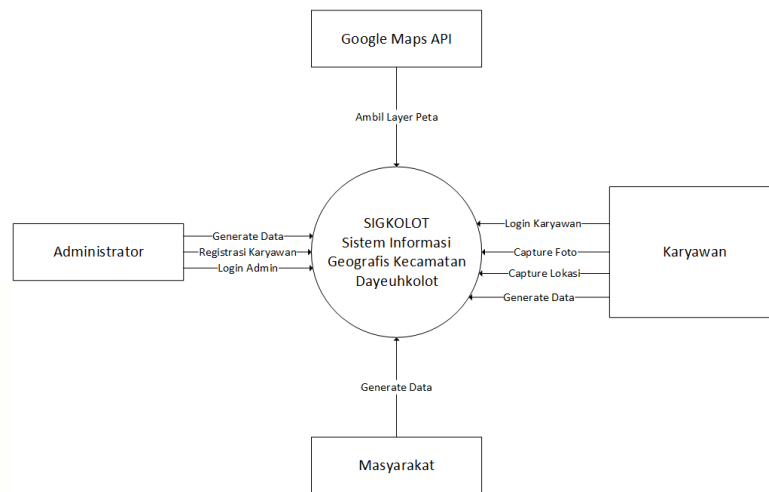 Google Maps API
Ambil Layer Peta
SIGKOLOT
Sistem Informasi
Geografis Kecamatan
Dayeuhkolot
Administrator
Generate Data
Registrasi Karyawan
Login Admin
Login Karyawan
Capture Foto
Capture Lokasi
Generate Data
Karyawan
Generate Data
Masyarakat